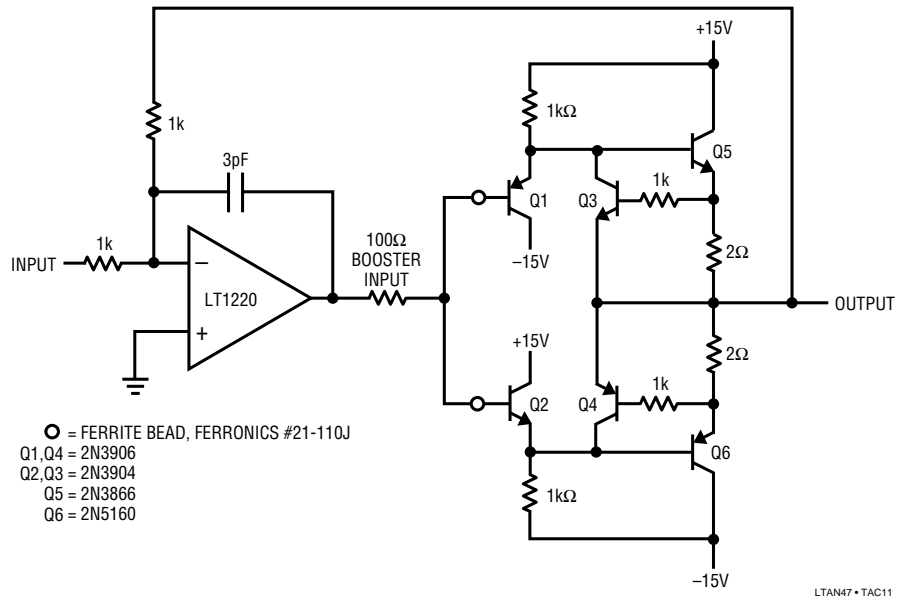 +15V
1k
1kΩ
3pF
Q5
1k
Q1
Q3
1k
100Ω
BOOSTER
INPUT
–15V
2Ω
INPUT
–
LT1220
+
OUTPUT
+15V
2Ω
1k
Q2
Q4
Q6
= FERRITE BEAD, FERRONICS #21-110J
Q1,Q4 = 2N3906
Q2,Q3 = 2N3904
Q5 = 2N3866
Q6 = 2N5160
1kΩ
–15V
LTAN47 • TAC11